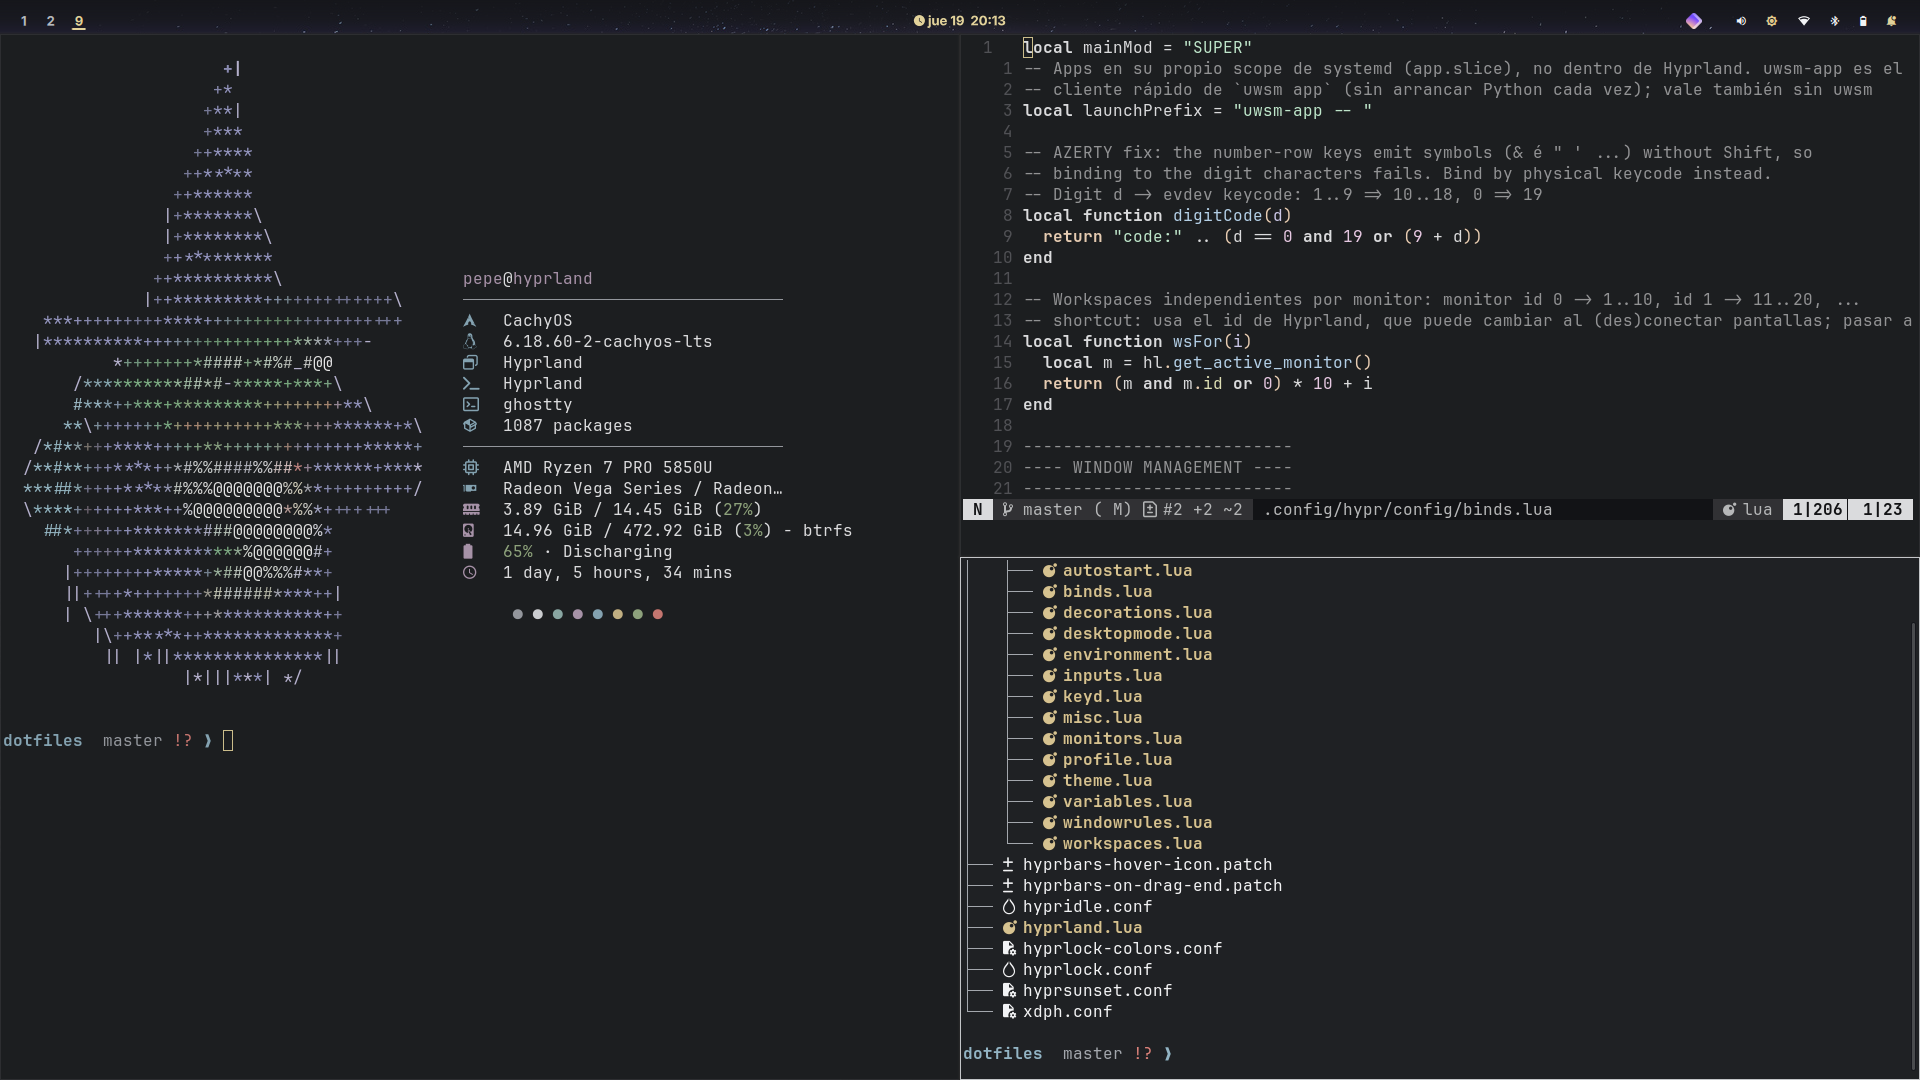 1 2 9
jue 19 20:13
pepe@hyprland
CachyOS
6.18.60-2-cachyos-lts
Hyprland
Hyprland
ghostty
1087 packages
AMD Ryzen 7 PRO 5850U
Radeon Vega Series / Radeon…
3.89 GiB / 14.45 GiB (27%)
14.96 GiB / 472.92 GiB (3%) - btrfs
65% · Discharging
1 day, 5 hours, 34 mins
dotfiles master !? ❯
1 local mainMod = "SUPER"
1 -- Apps en su propio scope de systemd (app.slice), no dentro de Hyprland. uwsm-app es el
2 -- cliente rápido de `uwsm app` (sin arrancar Python cada vez); vale también sin uwsm
3 local launchPrefix = "uwsm-app -- "
4
5 -- AZERTY fix: the number-row keys emit symbols (& é " ' ...) without Shift, so
6 -- binding to the digit characters fails. Bind by physical keycode instead.
7 -- Digit d -> evdev keycode: 1..9 => 10..18, 0 => 19
8 local function digitCode(d)
9 return "code:" .. (d == 0 and 19 or (9 + d))
10 end
11
12 -- Workspaces independientes por monitor: monitor id 0 -> 1..10, id 1 -> 11..20, ...
13 -- shortcut: usa el id de Hyprland, que puede cambiar al (des)conectar pantallas; pasar a
14 local function wsFor(i)
15 local m = hl.get_active_monitor()
16 return (m and m.id or 0) * 10 + i
17 end
18
19 ---------------------------
20 ---- WINDOW MANAGEMENT ----
21 ---------------------------
N master ( M) #2 +2 ~2 .config/hypr/config/binds.lua lua 1|206 1|23
autostart.lua
binds.lua
decorations.lua
desktopmode.lua
environment.lua
inputs.lua
keyd.lua
misc.lua
monitors.lua
profile.lua
theme.lua
variables.lua
windowrules.lua
workspaces.lua
hyprbars-hover-icon.patch
hyprbars-on-drag-end.patch
hypridle.conf
hyprland.lua
hyprlock-colors.conf
hyprlock.conf
hyprsunset.conf
xdph.conf
dotfiles master !? ❯